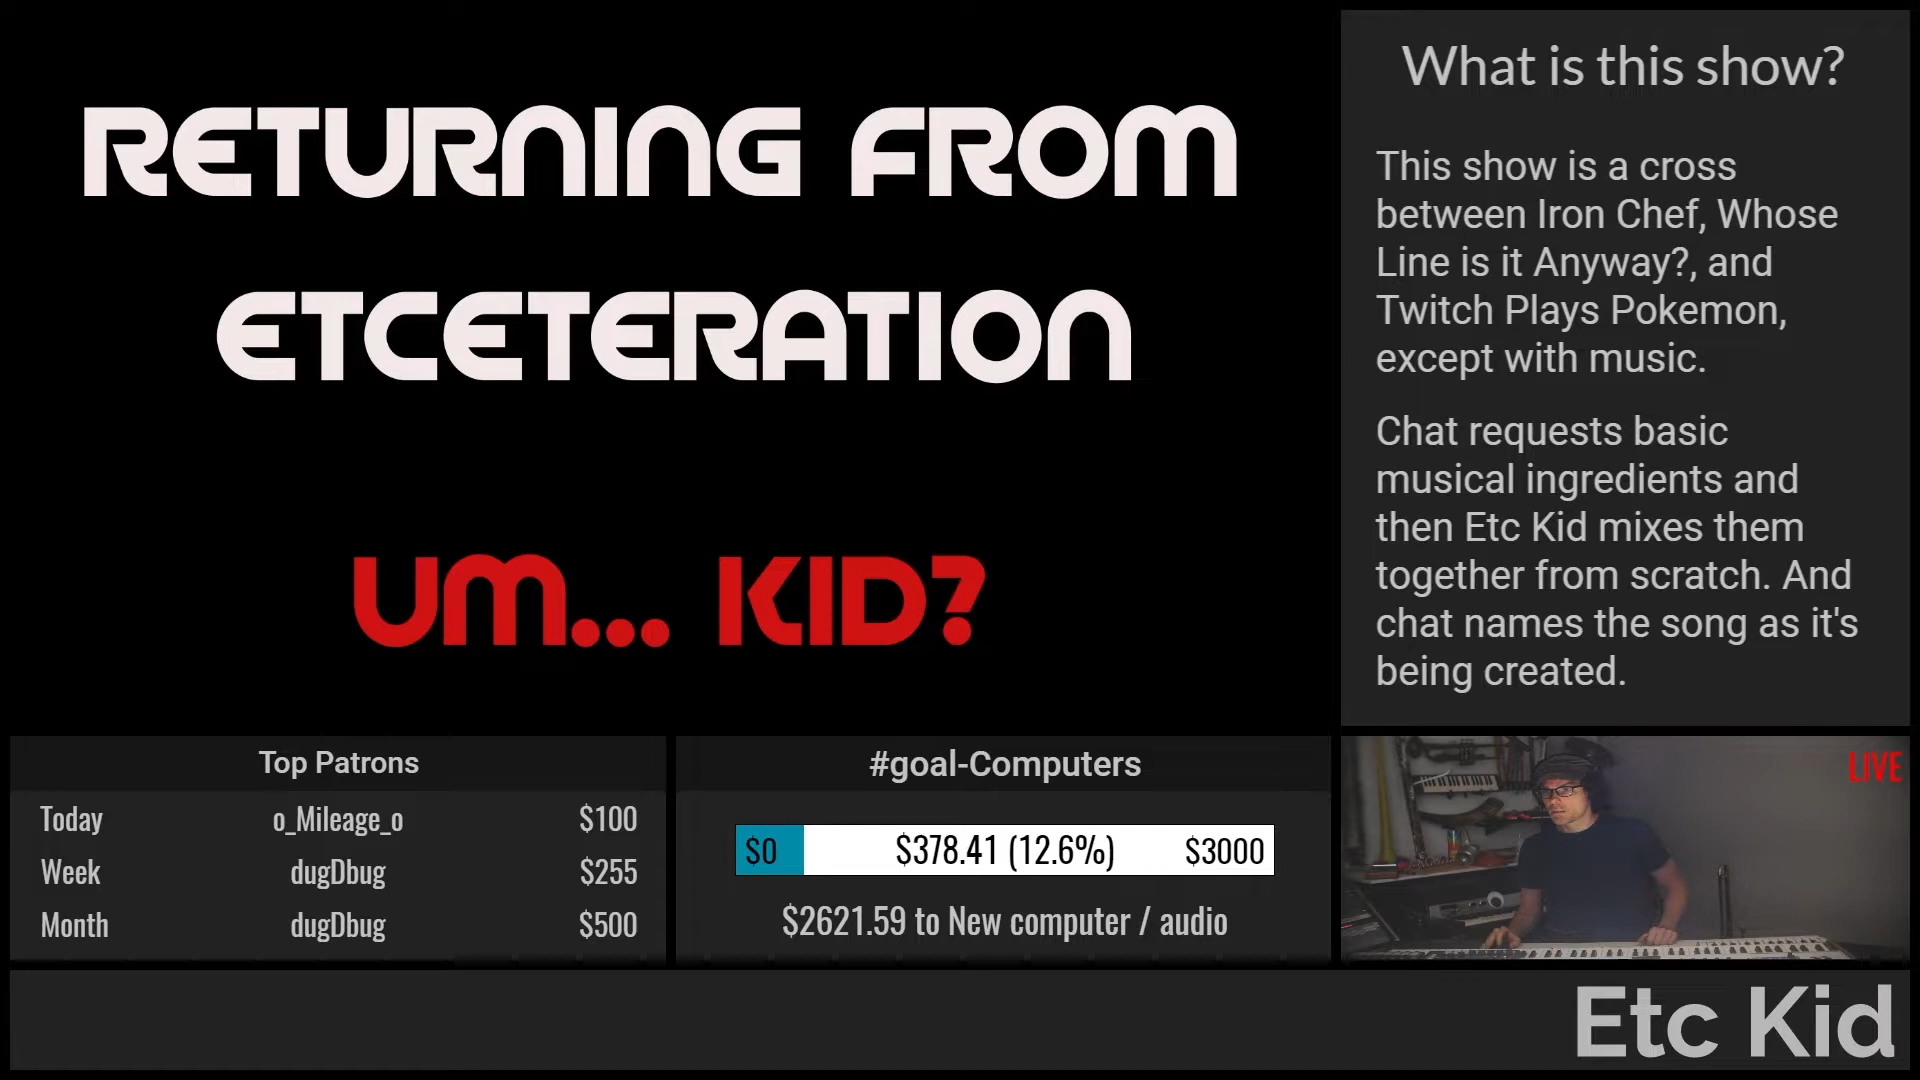 RETURNING FROM
ETCETERATION
UM... KID?
What is this show?
This show is a cross
between Iron Chef, Whose
Line is it Anyway?, and
Twitch Plays Pokemon,
except with music.
Chat requests basic
musical ingredients and
then Etc Kid mixes them
together from scratch. And
chat names the song as it's
being created.
Top Patrons
Today o_Mileage_o $100
Week dugDbug $255
Month dugDbug $500
#goal-Computers
$0 $378.41 (12.6%) $3000
$2621.59 to New computer / audio
LIVE
Etc Kid